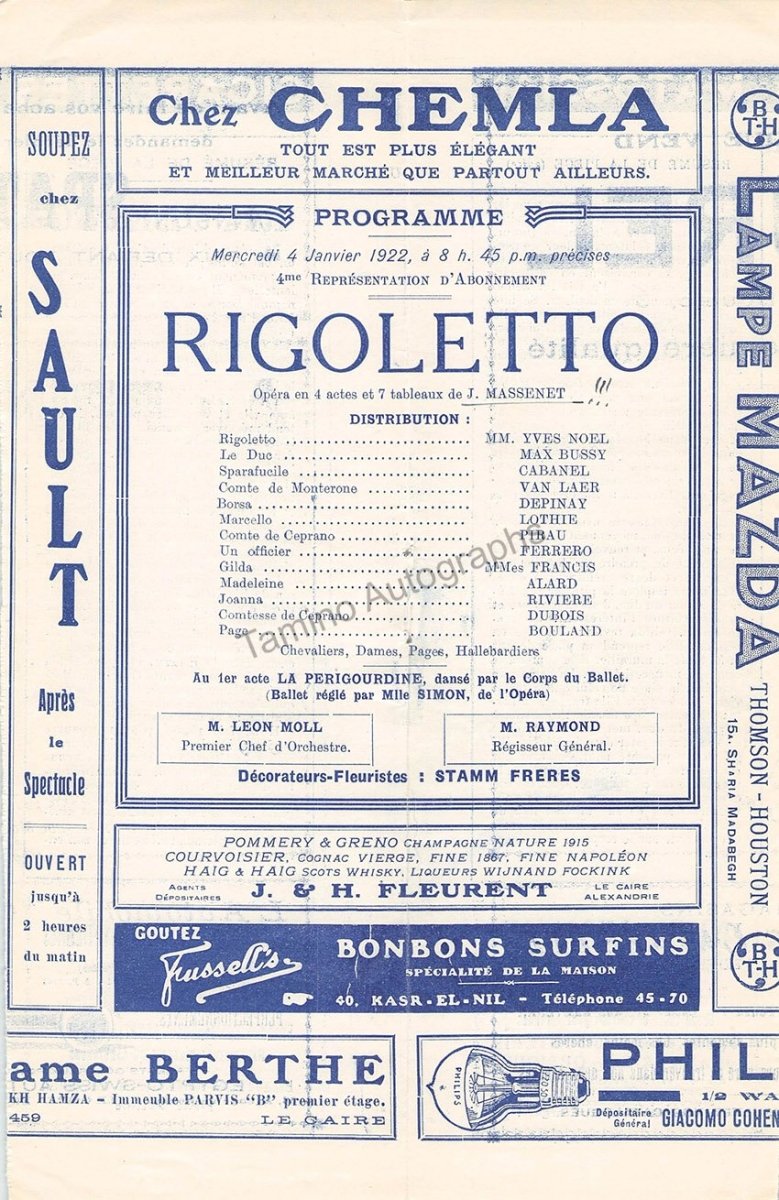 Chez CHEMLA
TOUT EST PLUS ÉLÉGANT
ET MEILLEUR MARCHÉ QUE PARTOUT AILLEURS.
SOUPEZ
chez
SAULT
Après
le
Spectacle
OUVERT
jusqu'à
2 heures
du matin
PROGRAMME
Mercredi 4 Janvier 1922, à 8 h. 45 p.m. précises
4me REPRÉSENTATION D'ABONNEMENT
RIGOLETTO
Opéra en 4 actes et 7 tableaux de J. MASSENET !!!
DISTRIBUTION :
Rigoletto ........................... MM. YVES NOEL
Le Duc ........................... MAX BUSSY
Sparafucile ........................... CABANEL
Comte de Monterone ............... VAN LAER
Borsa ........................... DEPINAY
Marcello ........................... LOTHIE
Comte de Ceprano ................. PIRAU
Un officier ........................... FERRERO
Gilda ........................... MMes FRANCIS
Madeleine ........................... ALARD
Joanna ........................... RIVIERE
Comtesse de Ceprano ............... DUBOIS
Page ........................... BOULAND
Chevaliers, Dames, Pages, Hallebardiers
Au 1er acte LA PERIGOURDINE, dansé par le Corps du Ballet.
(Ballet réglé par Mlle SIMON, de l'Opéra)
M. LEON MOLL
Premier Chef d'Orchestre.
M. RAYMOND
Régisseur Général.
Décorateurs-Fleuristes : STAMM FRERES
Tamino Autographs
POMMERY & GRENO CHAMPAGNE NATURE 1915
COURVOISIER, COGNAC VIERGE, FINE 1867, FINE NAPOLÉON
HAIG & HAIG SCOTS WHISKY, LIQUEURS WIJNAND FOCKINK
AGENTS
DÉPOSITAIRES
J. & H. FLEURENT
LE CAIRE
ALEXANDRIE
GOUTEZ
Trussell's
BONBONS SURFINS
SPÉCIALITÉ DE LA MAISON
40, KASR-EL-NIL - Téléphone 45-70
B
T-H
LAMPE MAZDA
THOMSON-HOUSTON
15A. SHARIA MADABEGH
B
T-H
ame BERTHE
KH HAMZA - Immeuble PARVIS "B" premier étage.
459
LE CAIRE
PHILIPS
PHIL
1/2 WA
Dépositaire
Général
GIACOMO COHEN